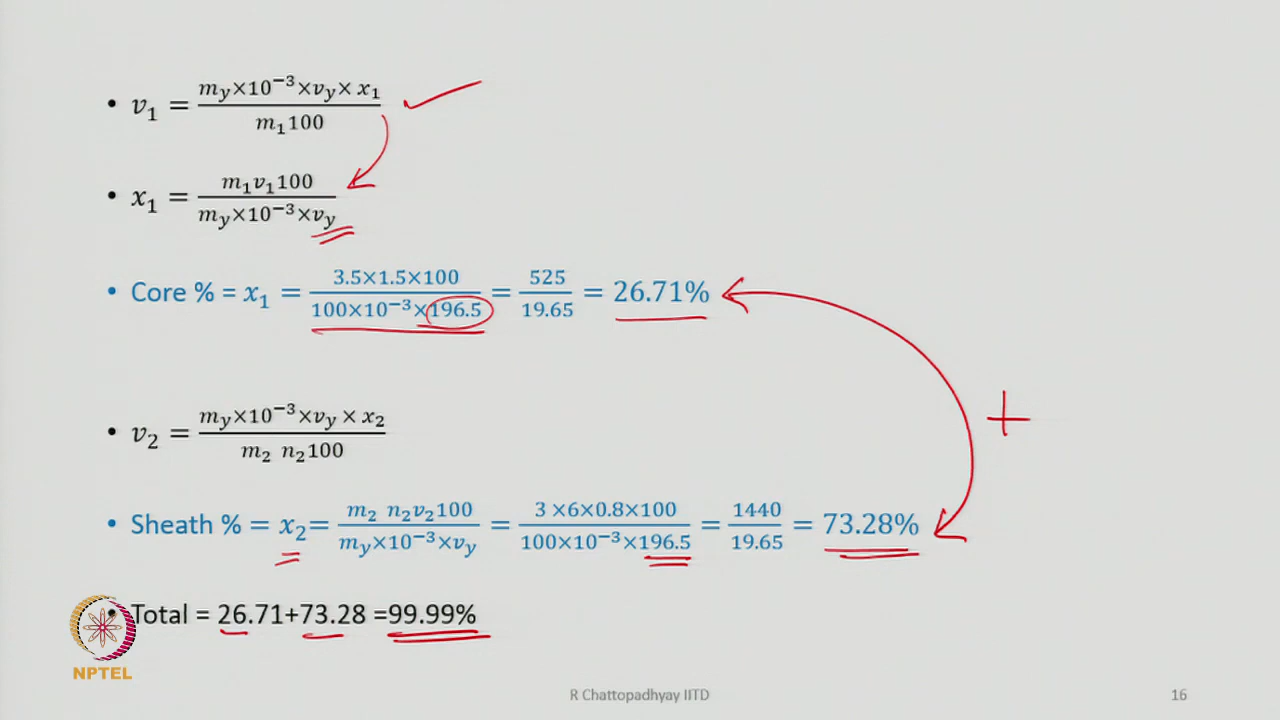 • v₁ = (m_y×10⁻³×v_y× x₁)/(m₁100)
• x₁ = (m₁v₁100)/(m_y×10⁻³×v_y)
• Core % = x₁ = (3.5×1.5×100)/(100×10⁻³×196.5) = 525/19.65 = 26.71%
+
• v₂ = (m_y×10⁻³×v_y × x₂)/(m₂ n₂100)
• Sheath % = x₂= (m₂ n₂v₂100)/(m_y×10⁻³×v_y) = (3 ×6×0.8×100)/(100×10⁻³×196.5) = 1440/19.65 = 73.28%
• Total = 26.71+73.28 =99.99%
NPTEL
R Chattopadhyay IITD
16